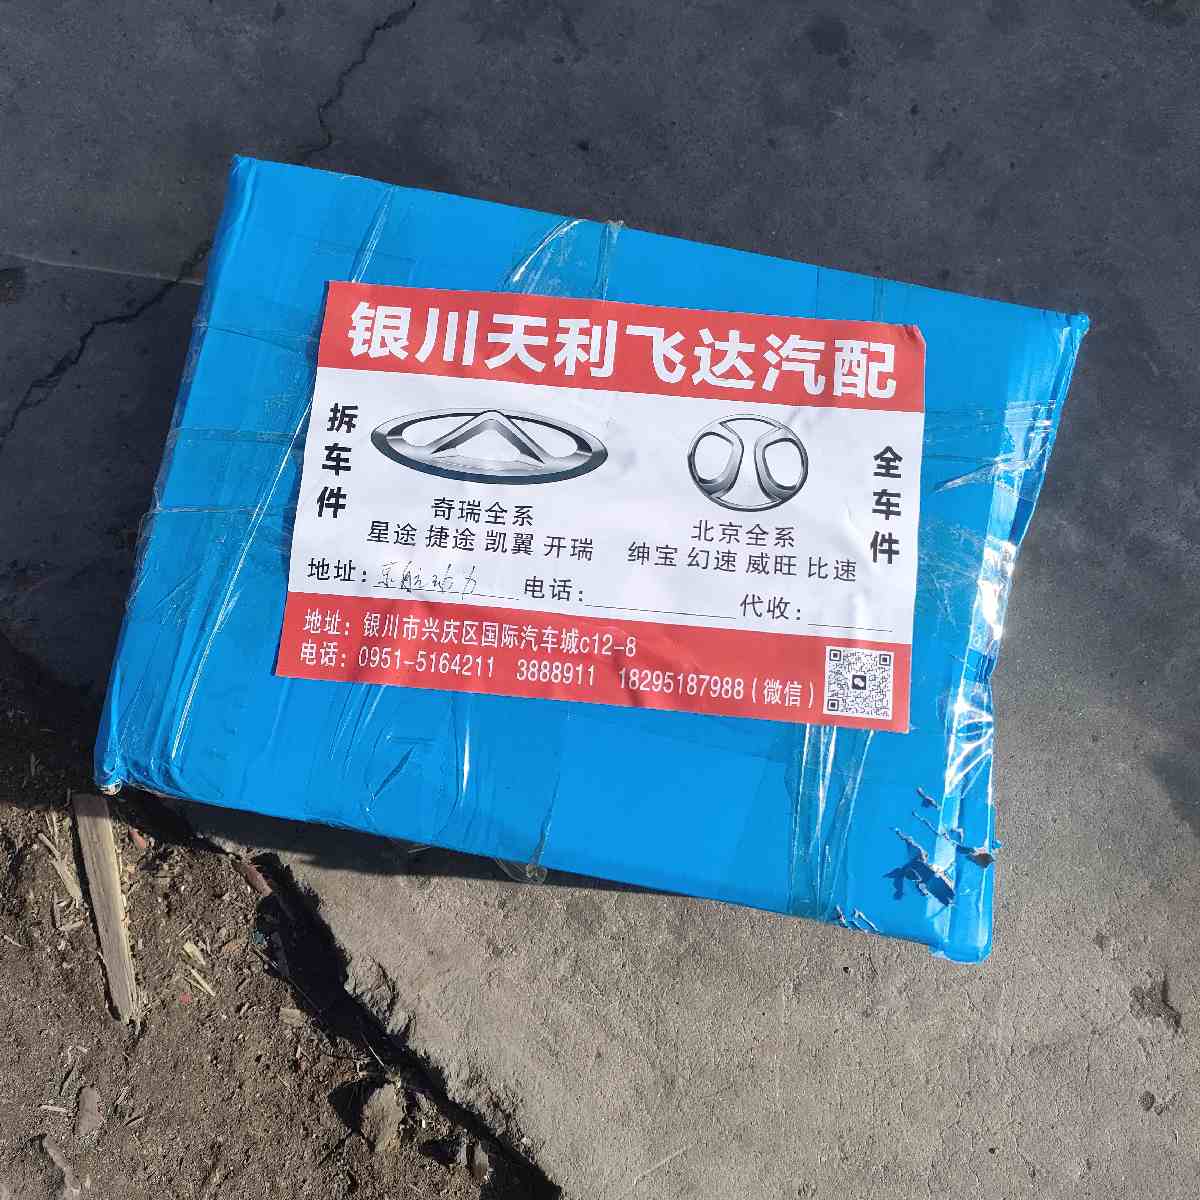 银川天利飞达汽配
拆车件
全车件
奇瑞全系
星途 捷途 凯翼 开瑞
北京全系
绅宝 幻速 威旺 比速
地址: 电话: 代收:
地址: 银川市兴庆区国际汽车城c12-8
电话: 0951-5164211 3888911 18295187988(微信)